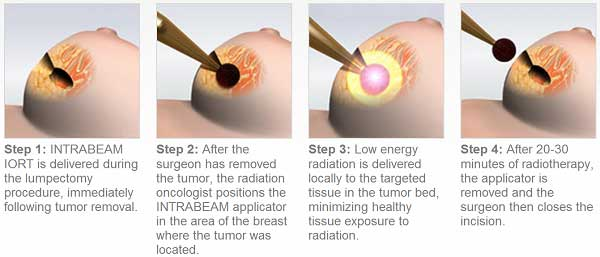 Step 1: INTRABEAM
IORT is delivered during
the lumpectomy
procedure, immediately
following tumor removal.
Step 2: After the
surgeon has removed
the tumor, the radiation
oncologist positions the
INTRABEAM applicator
in the area of the breast
where the tumor was
located.
Step 3: Low energy
radiation is delivered
locally to the targeted
tissue in the tumor bed,
minimizing healthy
tissue exposure to
radiation.
Step 4: After 20-30
minutes of radiotherapy,
the applicator is
removed and the
surgeon then closes the
incision.